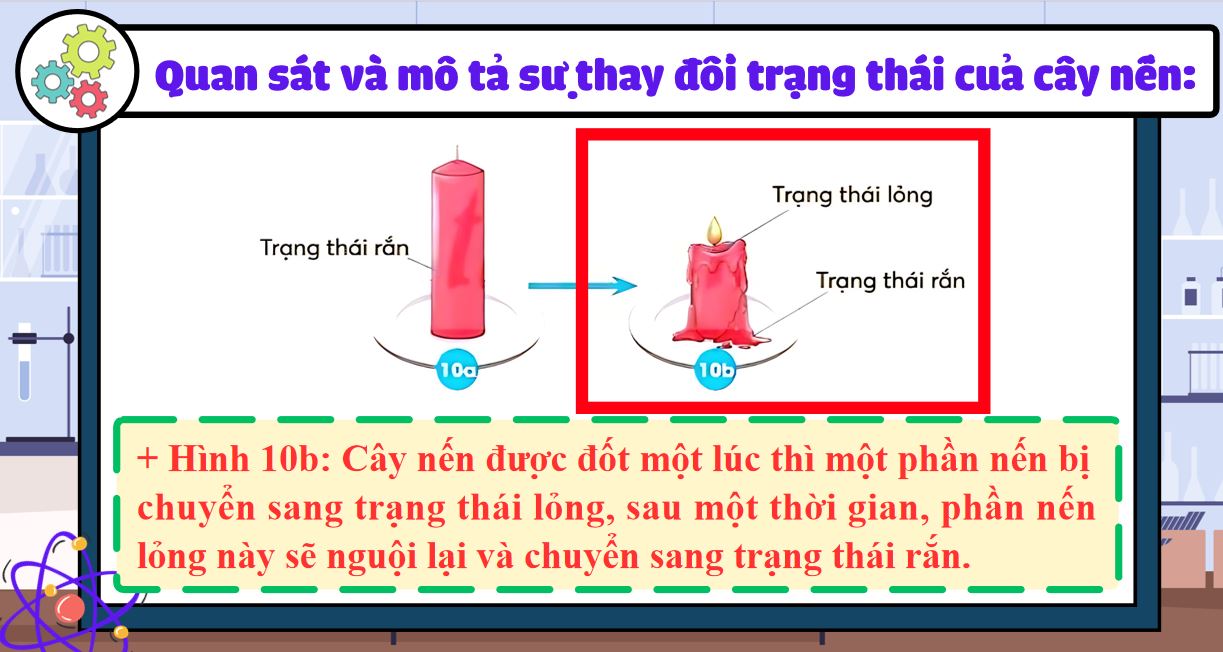 Quan sát và mô tả sự thay đổi trạng thái của cây nến:
Trạng thái lỏng
Trạng thái rắn
Trạng thái rắn
10a
10b
+ Hình 10b: Cây nến được đốt một lúc thì một phần nến bị
chuyển sang trạng thái lỏng, sau một thời gian, phần nến
lỏng này sẽ nguội lại và chuyển sang trạng thái rắn.